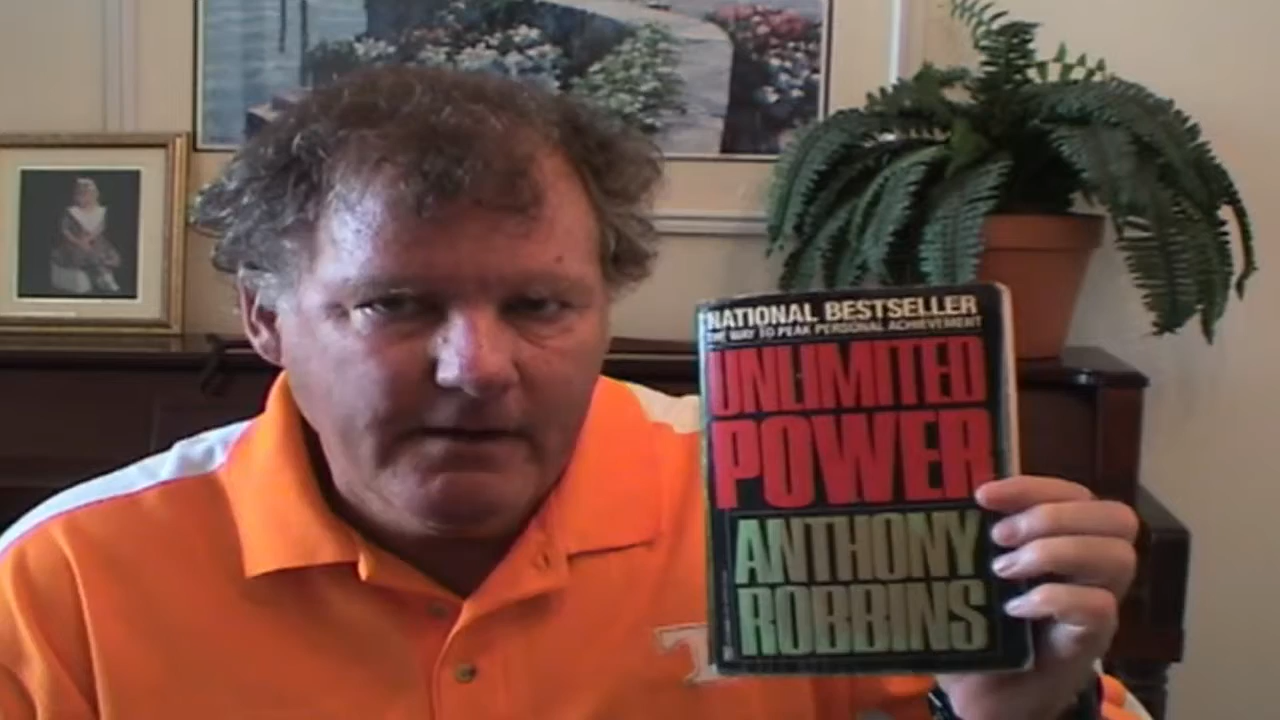 NATIONAL BESTSELLER
THE WAY TO PEAK PERSONAL ACHIEVEMENT
UNLIMITED
POWER
ANTHONY
ROBBINS
T